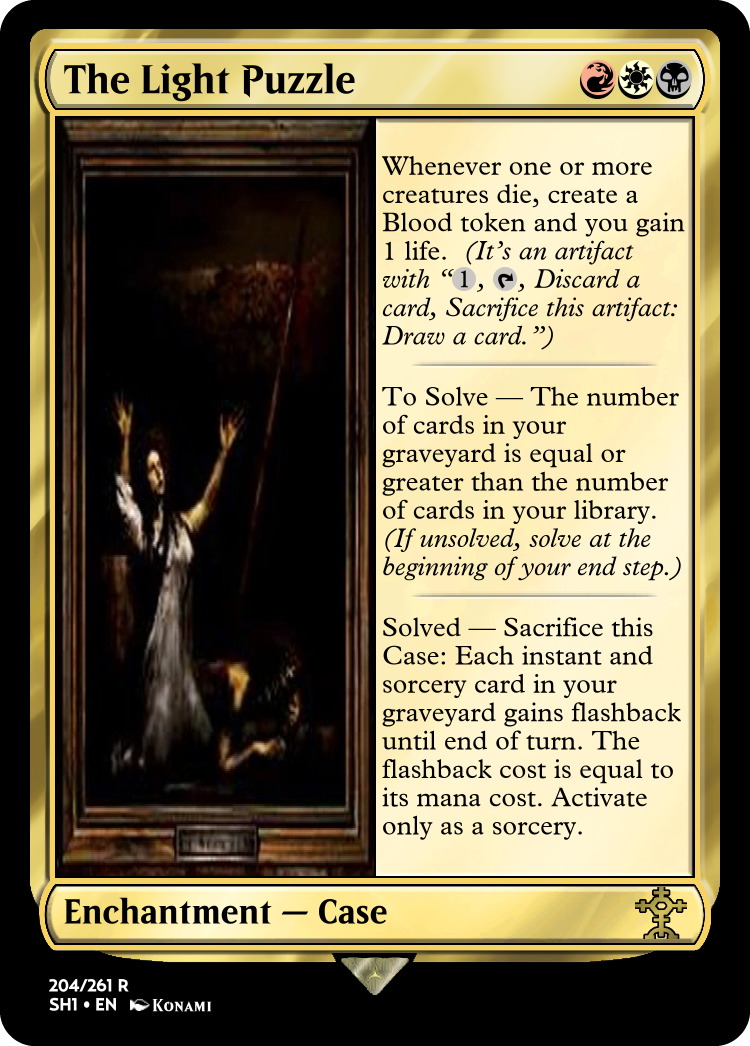 The Light Puzzle
Whenever one or more
creatures die, create a
Blood token and you gain
1 life.  (It's an artifact
with “1, , Discard a
card, Sacrifice this artifact:
Draw a card.”)
To Solve — The number
of cards in your
graveyard is equal or
greater than the number
of cards in your library.
(If unsolved, solve at the
beginning of your end step.)
Solved — Sacrifice this
Case: Each instant and
sorcery card in your
graveyard gains flashback
until end of turn. The
flashback cost is equal to
its mana cost. Activate
only as a sorcery.
Enchantment — Case
204/261 R
SH1 • EN KONAMI